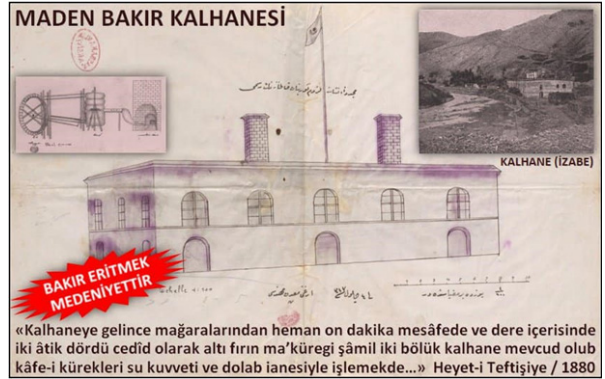 MADEN BAKIR KALHANESİ
KALHANE (İZABE)
BAKIR ERİTMEK
MEDENİYETTİR
«Kalhaneye gelince mağaralarından heman on dakika mesâfede ve dere içerisinde
iki âtik dördü cedîd olarak altı fırın ma'küregi şâmil iki bölük kalhane mevcud olub
kâfe-i kürekleri su kuvveti ve dolab ianesiyle işlemekde...» Heyet-i Teftişiye / 1880